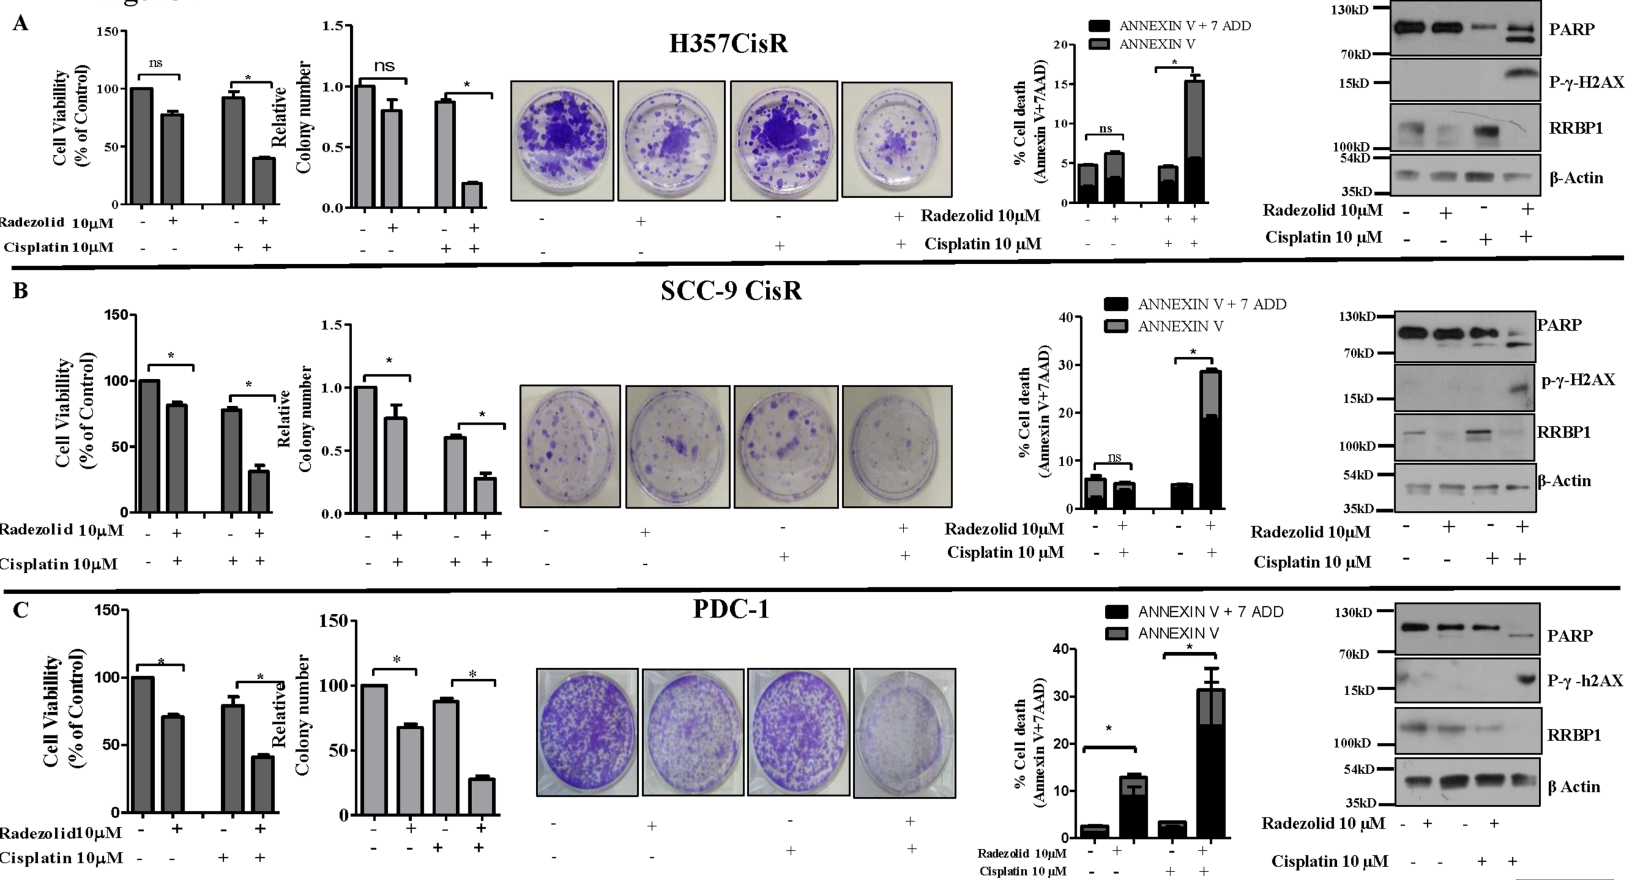 A
H357CisR
Cell Viabillity
(% of Control)
150
100
50
0
ns
*
Radezolid 10µM
- + - +
Cisplatin 10µM
- - + +
Relative
Colony number
1.5
1.0
0.5
0.0
ns
*
- + - +
- - + +
- + - +
Radezolid 10µM
- - + +
Cisplatin 10 µM
ANNEXIN V + 7 ADD
ANNEXIN V
% Cell death
(Annexin V+7AAD)
20
15
10
5
0
ns
*
- + + +
- - + +
130kD
70kD
PARP
15kD
P-γ-H2AX
100kD
RRBP1
54kD
35kD
β-Actin
Radezolid 10µM
- + - +
Cisplatin 10 µM
- - + +
B
SCC-9 CisR
Cell Viabillity
(% of Control)
150
100
50
0
*
*
Radezolid 10µM
- + - +
Cisplatin 10µM
- + + +
Relative
Colony number
1.5
1.0
0.5
0.0
*
*
- + - +
- + + +
- + - +
- - + +
ANNEXIN V + 7 ADD
ANNEXIN V
% Cell death
(Annexin V+7AAD)
40
30
20
10
0
ns
*
Radezolid 10µM
- + - +
Cisplatin 10 µM
- + - +
130kD
70kD
PARP
15kD
p-γ-H2AX
100kD
RRBP1
54kD
35kD
β-Actin
Radezolid 10µM
- + - +
Cisplatin 10 µM
- - + +
C
PDC-1
Cell Viabillity
(% of Control)
150
100
50
0
*
*
Radezolid10µM
- + - +
Cisplatin 10µM
- - + +
Relative
Colony number
150
100
50
0
*
*
- + - +
- - + +
- + - +
- - + +
ANNEXIN V + 7 ADD
ANNEXIN V
% Cell death
(Annexin V+7AAD)
40
30
20
10
0
*
*
Radezolid 10µM
- + - +
Cisplatin 10 µM
- - + +
130kD
70kD
PARP
15kD
P-γ -h2AX
100kD
RRBP1
54kD
35kD
β Actin
Radezolid 10 µM
- + - +
Cisplatin 10 µM
- - + +